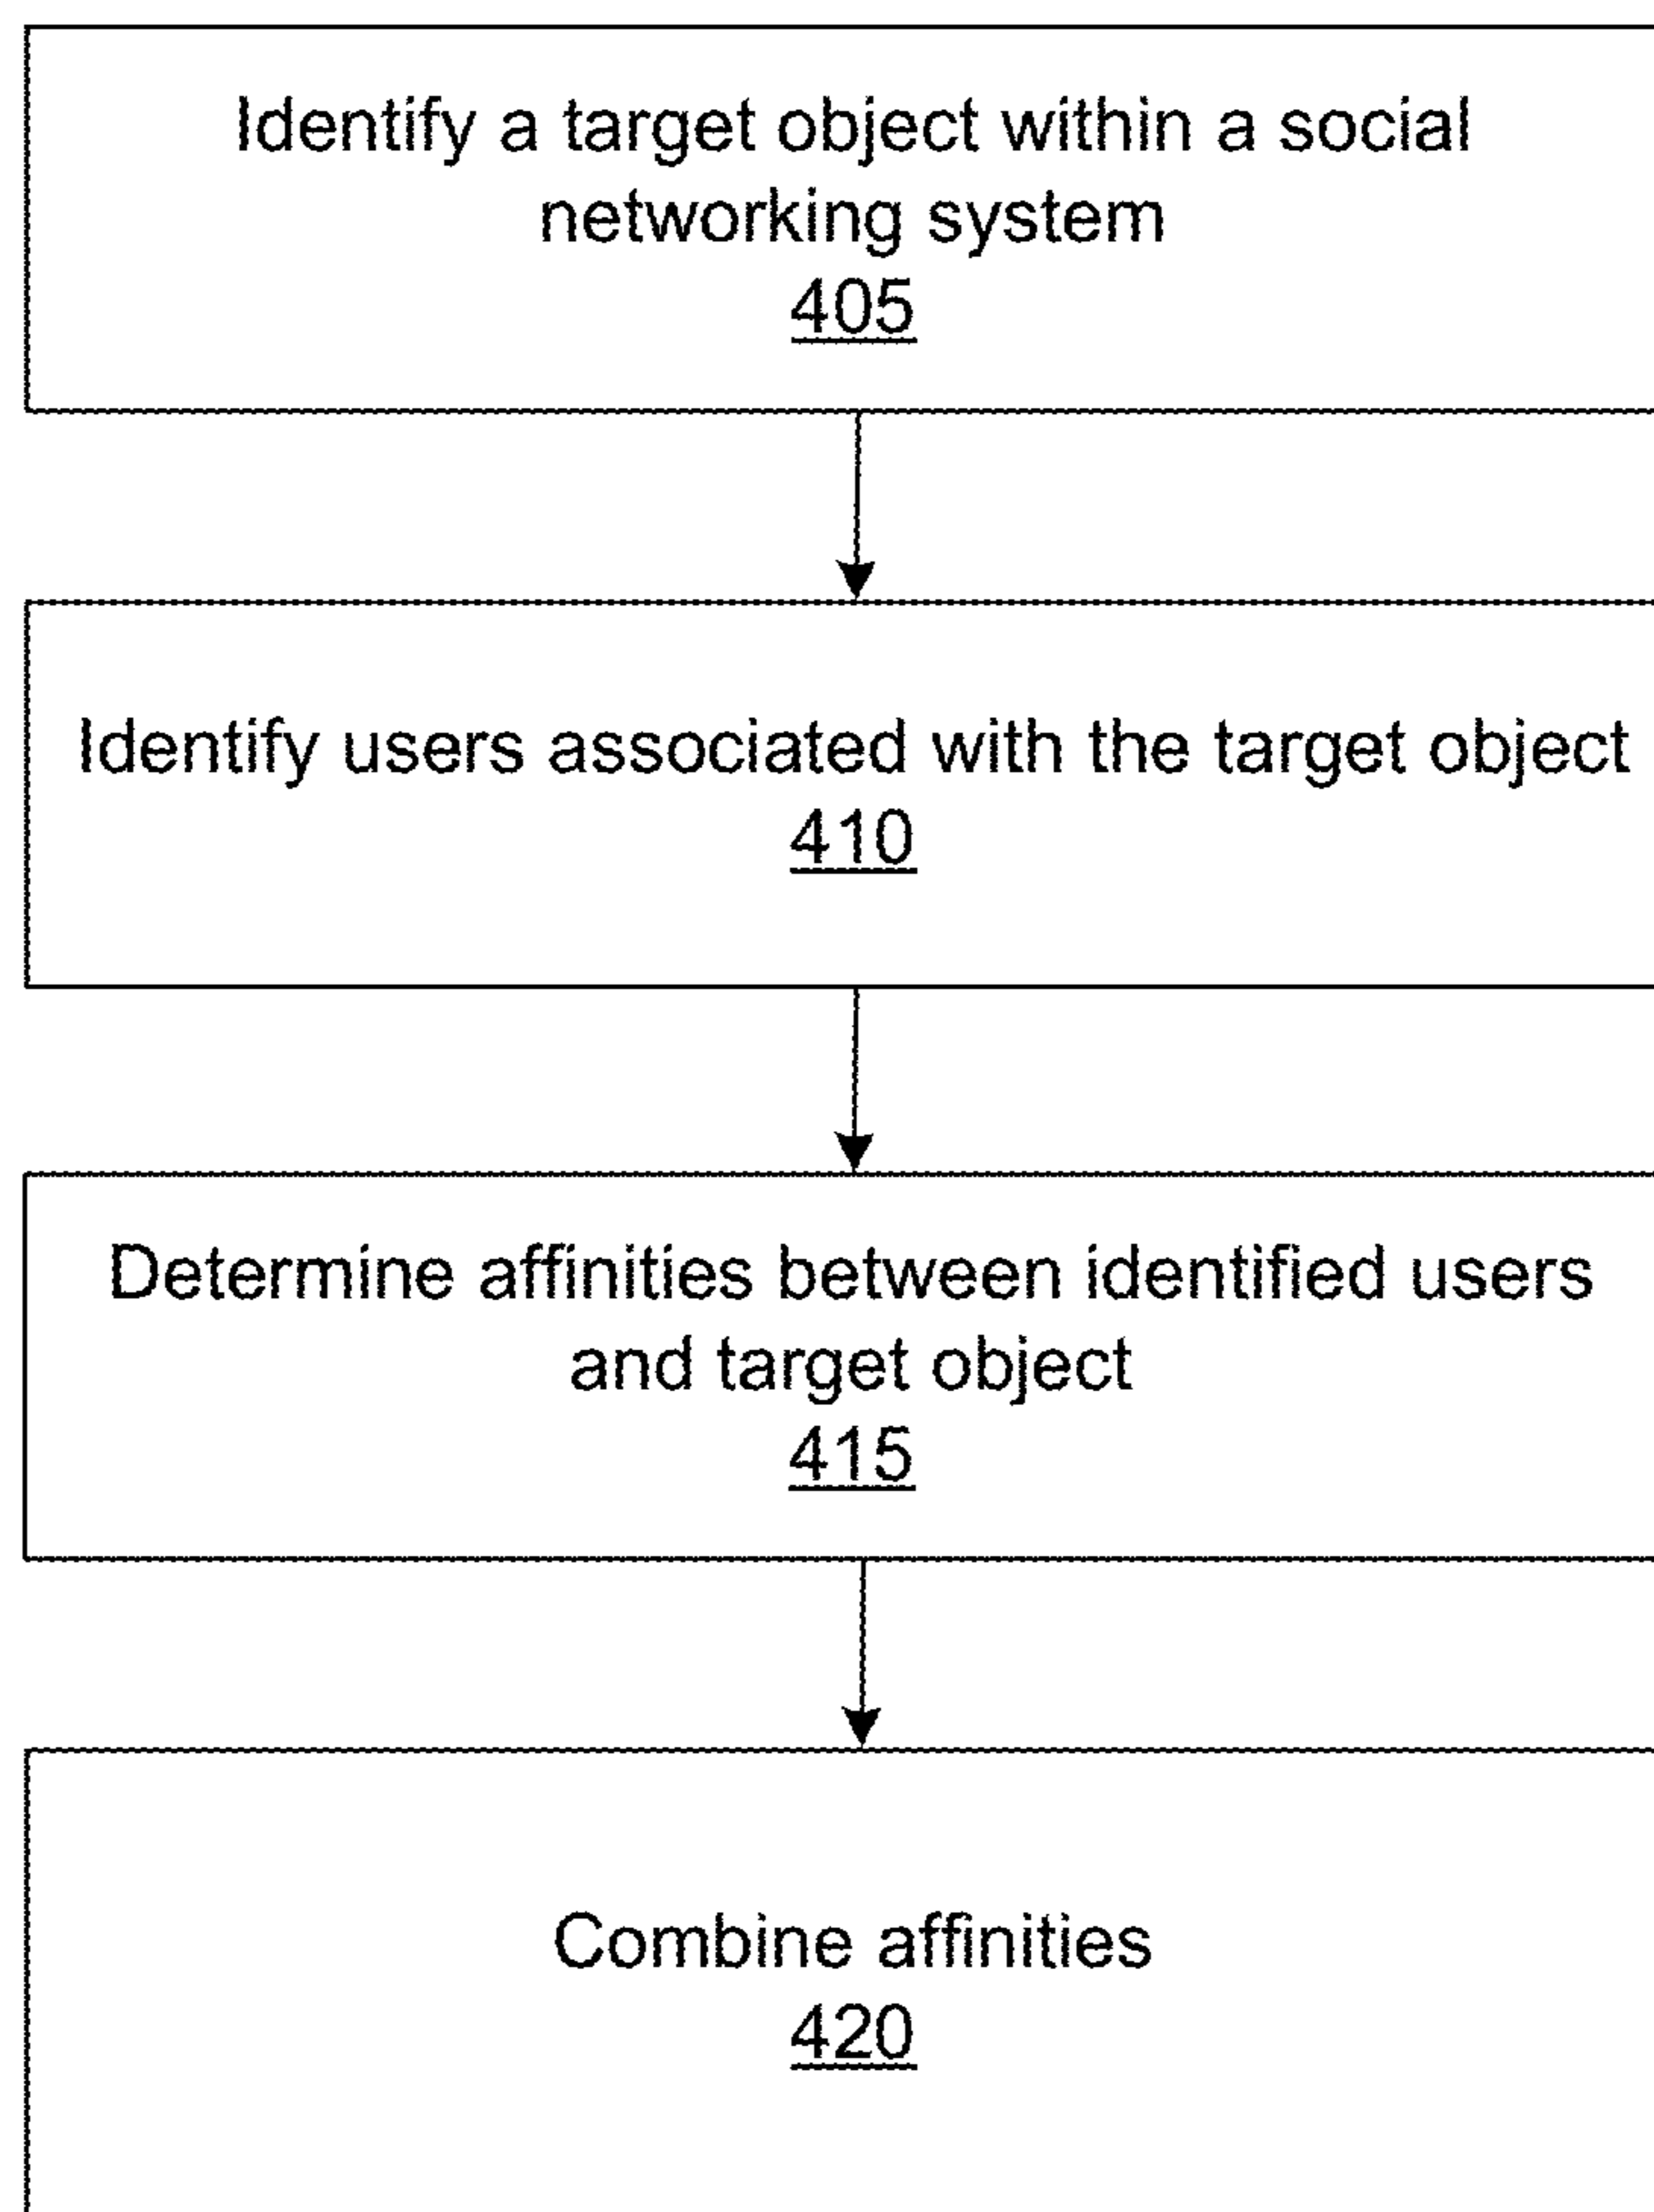 Identify a target object within a social
networking system
405
Identify users associated with the target object
410
Determine affinities between identified users
and target object
415
Combine affinities
420